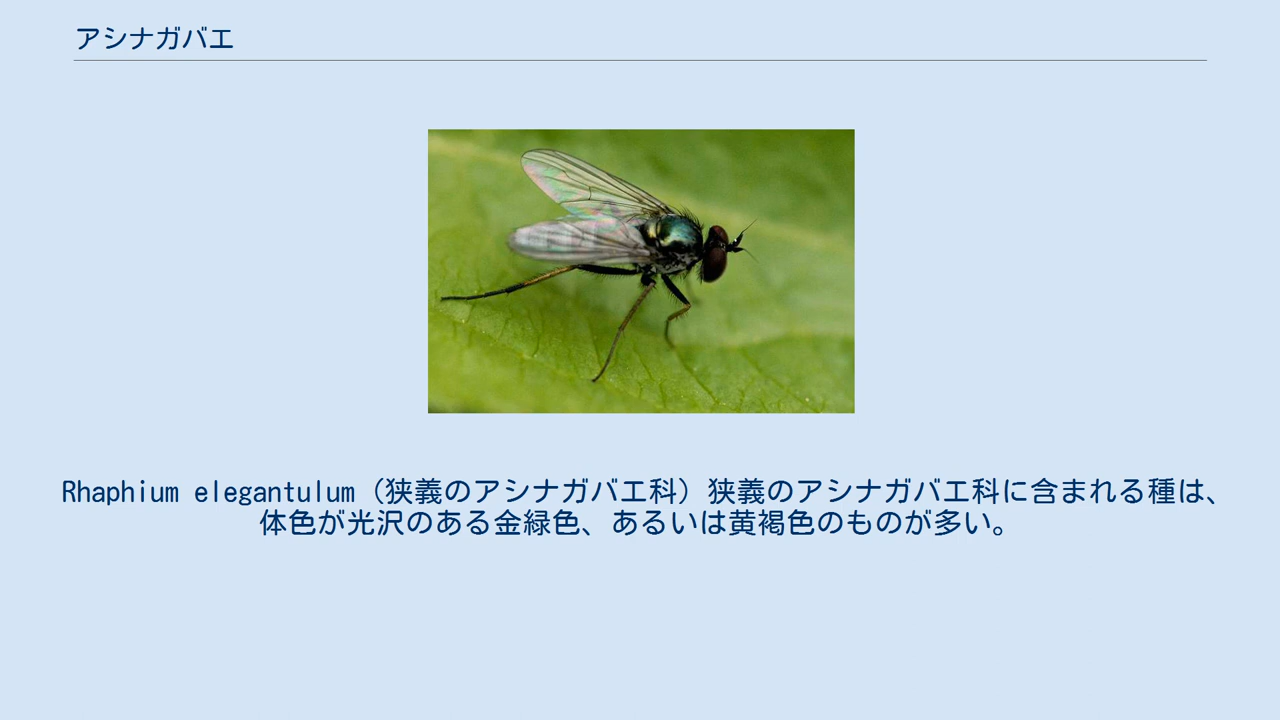 アシナガバエ
Rhaphium elegantulum（狭義のアシナガバエ科）狭義のアシナガバエ科に含まれる種は、
体色が光沢のある金緑色、あるいは黄褐色のものが多い。